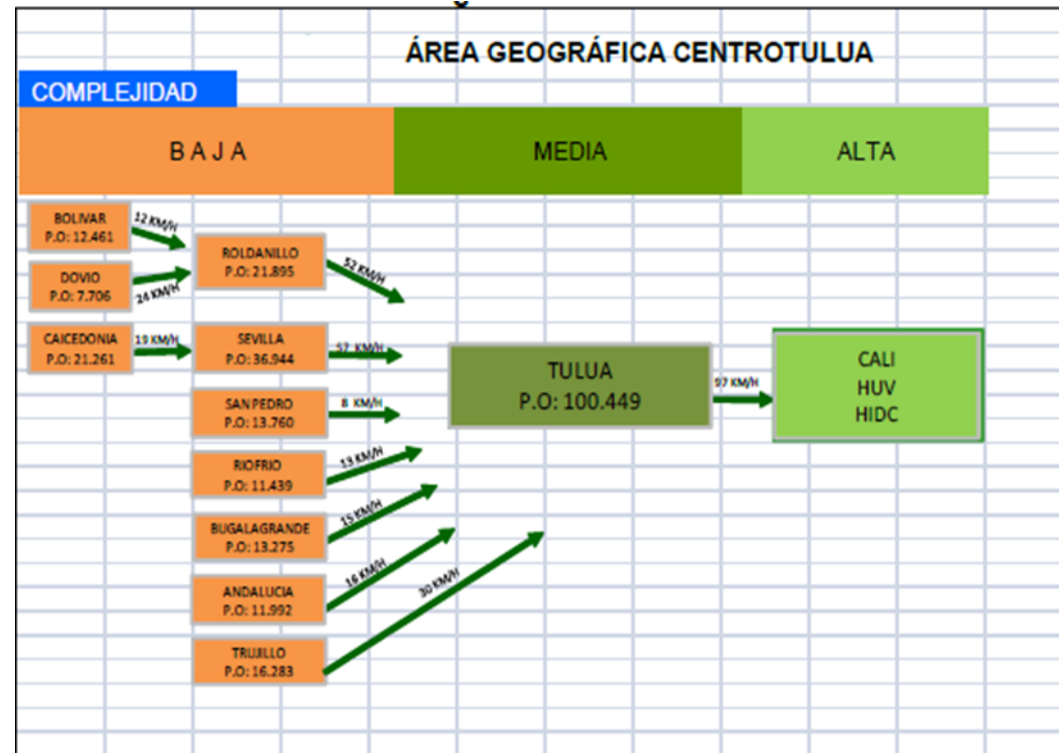 ÁREA GEOGRÁFICA CENTROTULUA
COMPLEJIDAD
B A J A
MEDIA
ALTA
BOLIVAR
P.O: 12.461
12 KM/H
DOVIO
P.O: 7.706
24 KM/H
ROLDANILLO
P.O: 21.895
52 KM/H
CAICEDONIA
P.O: 21.261
19 KM/H
SEVILLA
P.O: 36.944
57 KM/H
SAN PEDRO
P.O: 13.760
8 KM/H
RIOFRIO
P.O: 11.439
13 KM/H
BUGALAGRANDE
P.O: 13.275
15 KM/H
ANDALUCIA
P.O: 11.992
16 KM/H
TRUJILLO
P.O: 16.283
30 KM/H
TULUA
P.O: 100.449
97 KM/H
CALI
HUV
HIDC